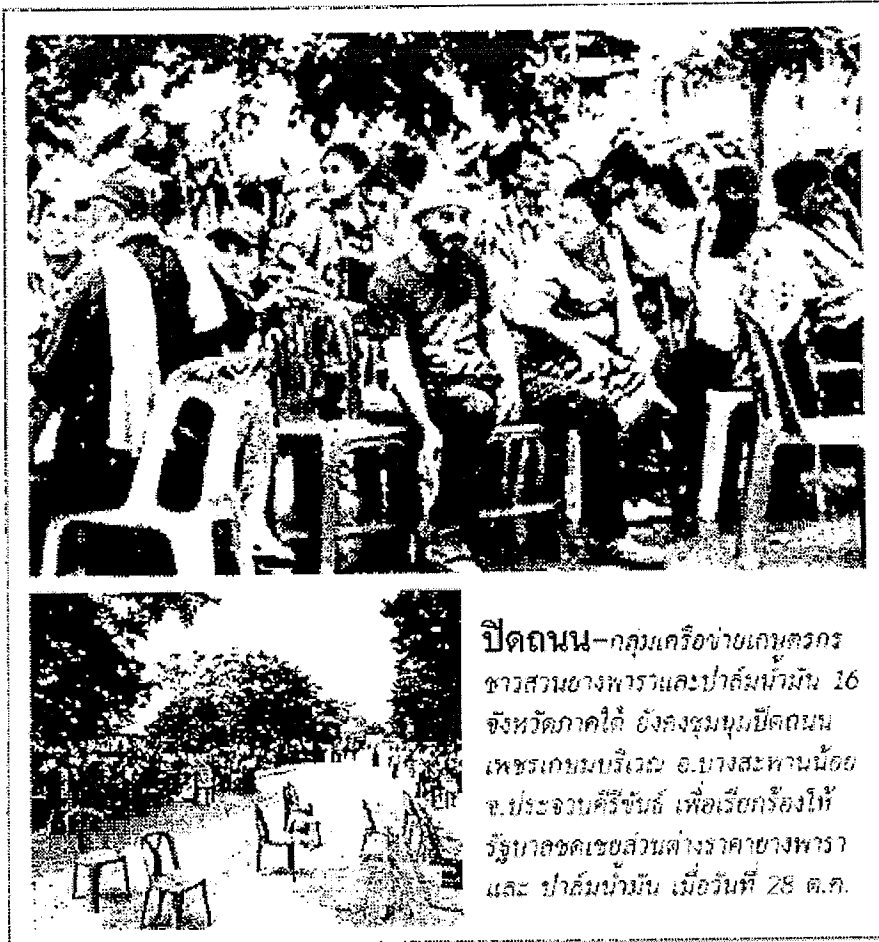 ปิดถนน-กลุ่มเครือข่ายเกษตรกร
ชาวสวนยางพาราและปาล์มน้ำมัน 16
จังหวัดภาคใต้ ยังคงชุมนุมปิดถนน
เพชรเกษมบริเวณ อ.บางสะพานน้อย
จ.ประจวบคีรีขันธ์ เพื่อเรียกร้องให้
รัฐบาลชดเชยส่วนต่างราคายางพารา
และ ปาล์มน้ำมัน เมื่อวันที่ 28 ต.ค.